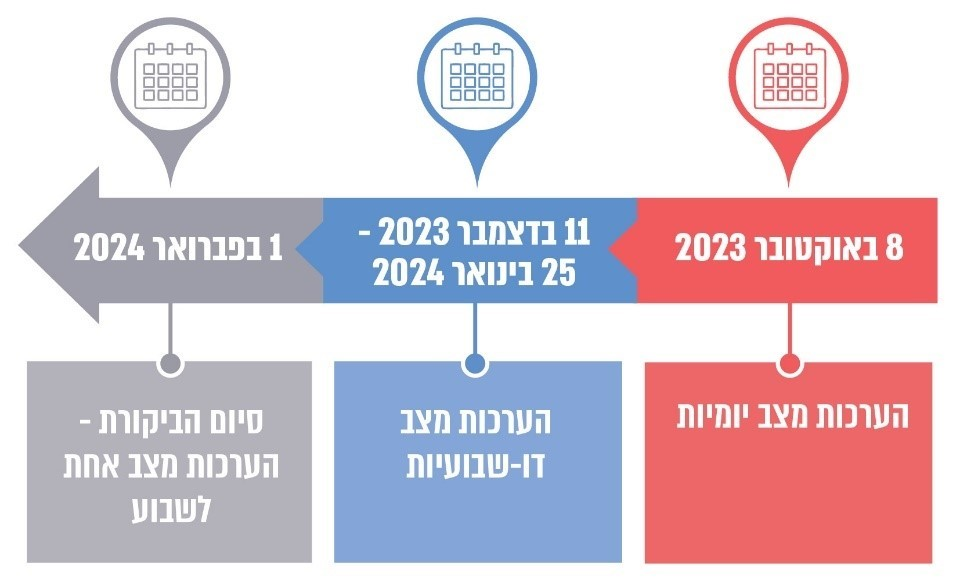 8 באוקטובר 2023
11 בדצמבר 2023 -
25 בינואר 2024
1 בפברואר 2024
הערכות מצב יומיות
הערכות מצב
דו-שבועיות
סיום הביקורת -
הערכות מצב אחת
לשבוע